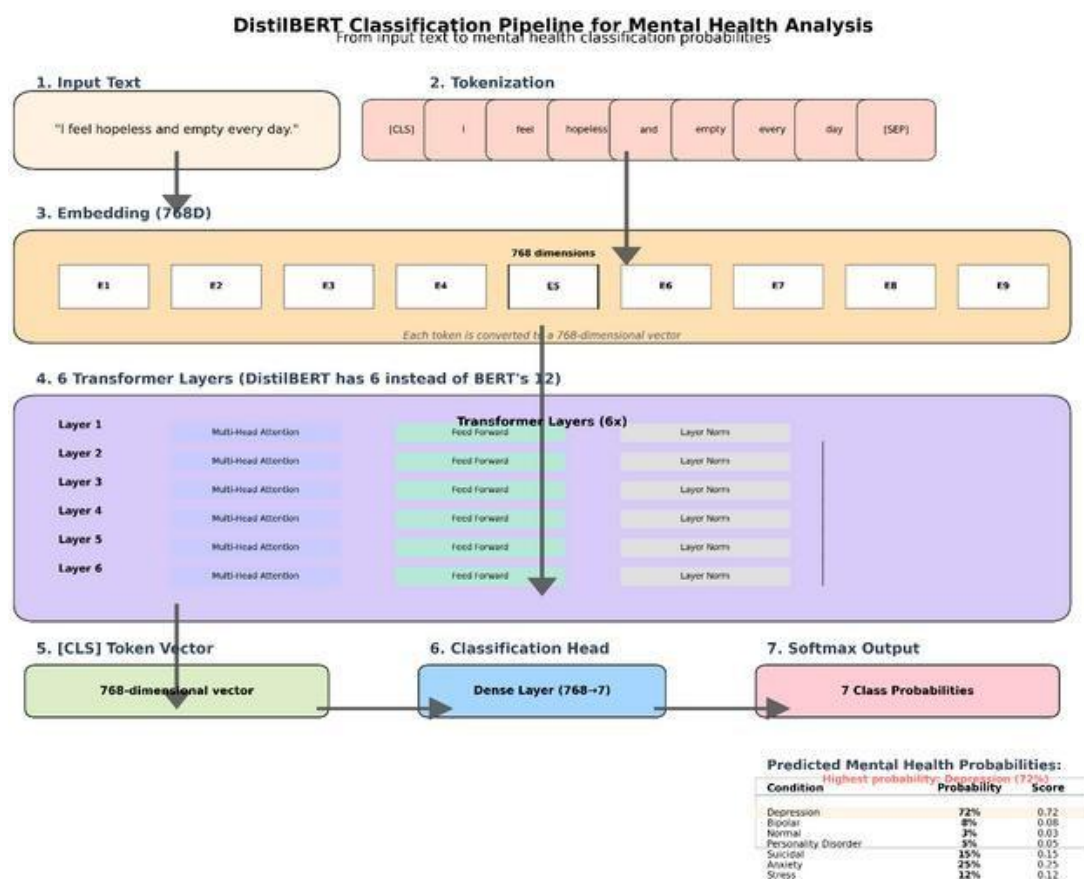 DistilBERT Classification Pipeline for Mental Health Analysis
From input text to mental health classification probabilities
1. Input Text
"I feel hopeless and empty every day."
2. Tokenization
[CLS] I feel hopeless and empty every day [SEP]
3. Embedding (768D)
768 dimensions
E1 E2 E3 E4 E5 E6 E7 E8 E9
Each token is converted to a 768-dimensional vector
4. 6 Transformer Layers (DistilBERT has 6 instead of BERT's 12)
Transformer Layers (6x)
Layer 1 Multi-Head Attention Feed Forward Layer Norm
Layer 2 Multi-Head Attention Feed Forward Layer Norm
Layer 3 Multi-Head Attention Feed Forward Layer Norm
Layer 4 Multi-Head Attention Feed Forward Layer Norm
Layer 5 Multi-Head Attention Feed Forward Layer Norm
Layer 6 Multi-Head Attention Feed Forward Layer Norm
5. [CLS] Token Vector
768-dimensional vector
6. Classification Head
Dense Layer (768→7)
7. Softmax Output
7 Class Probabilities
Predicted Mental Health Probabilities:
Highest probability: Depression (72%)
Condition Probability Score
Depression 72% 0.72
Bipolar 8% 0.08
Normal 3% 0.03
Personality Disorder 5% 0.05
Suicidal 15% 0.15
Anxiety 25% 0.25
Stress 12% 0.12